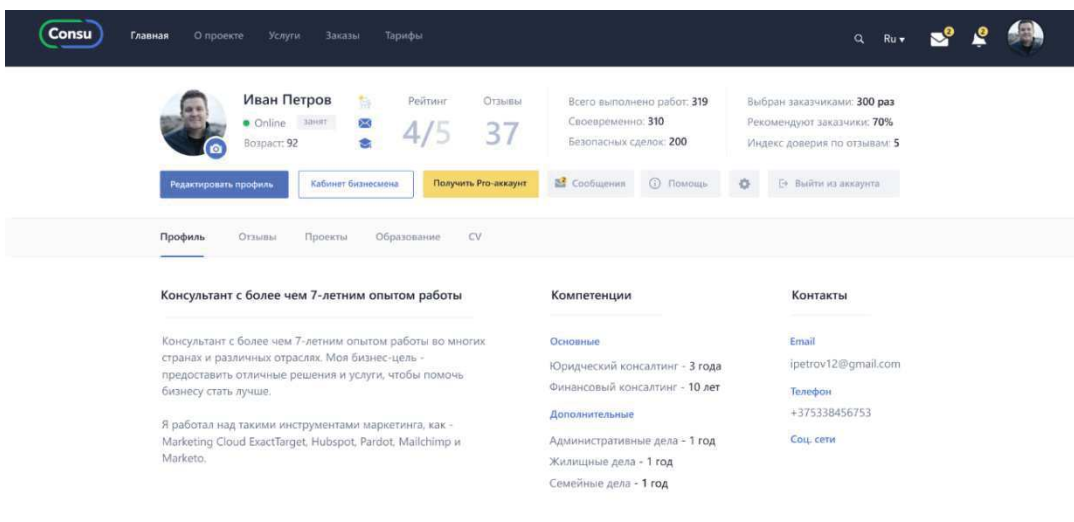 Consu
Главная О проекте Услуги Заказы Тарифы
Ru
2
2
Иван Петров
Online занят
Возраст: 92
Рейтинг
4/5
Отзывы
37
Всего выполнено работ: 319
Своевременно: 310
Безопасных сделок: 200
Выбран заказчиками: 300 раз
Рекомендуют заказчики: 70%
Индекс доверия по отзывам: 5
Редактировать профиль Кабинет бизнесмена Получить Pro-аккаунт Сообщения Помощь Выйти из аккаунта
Профиль Отзывы Проекты Образование CV
Консультант с более чем 7-летним опытом работы
Консультант с более чем 7-летним опытом работы во многих
странах и различных отраслях. Моя бизнес-цель -
предоставить отличные решения и услуги, чтобы помочь
бизнесу стать лучше.
Я работал над такими инструментами маркетинга, как -
Marketing Cloud ExactTarget, Hubspot, Pardot, Mailchimp и
Marketo.
Компетенции
Основные
Юридический консалтинг - 3 года
Финансовый консалтинг - 10 лет
Дополнительные
Административные дела - 1 год
Жилищные дела - 1 год
Семейные дела - 1 год
Контакты
Email
ipetrov12@gmail.com
Телефон
+375338456753
Соц. сети